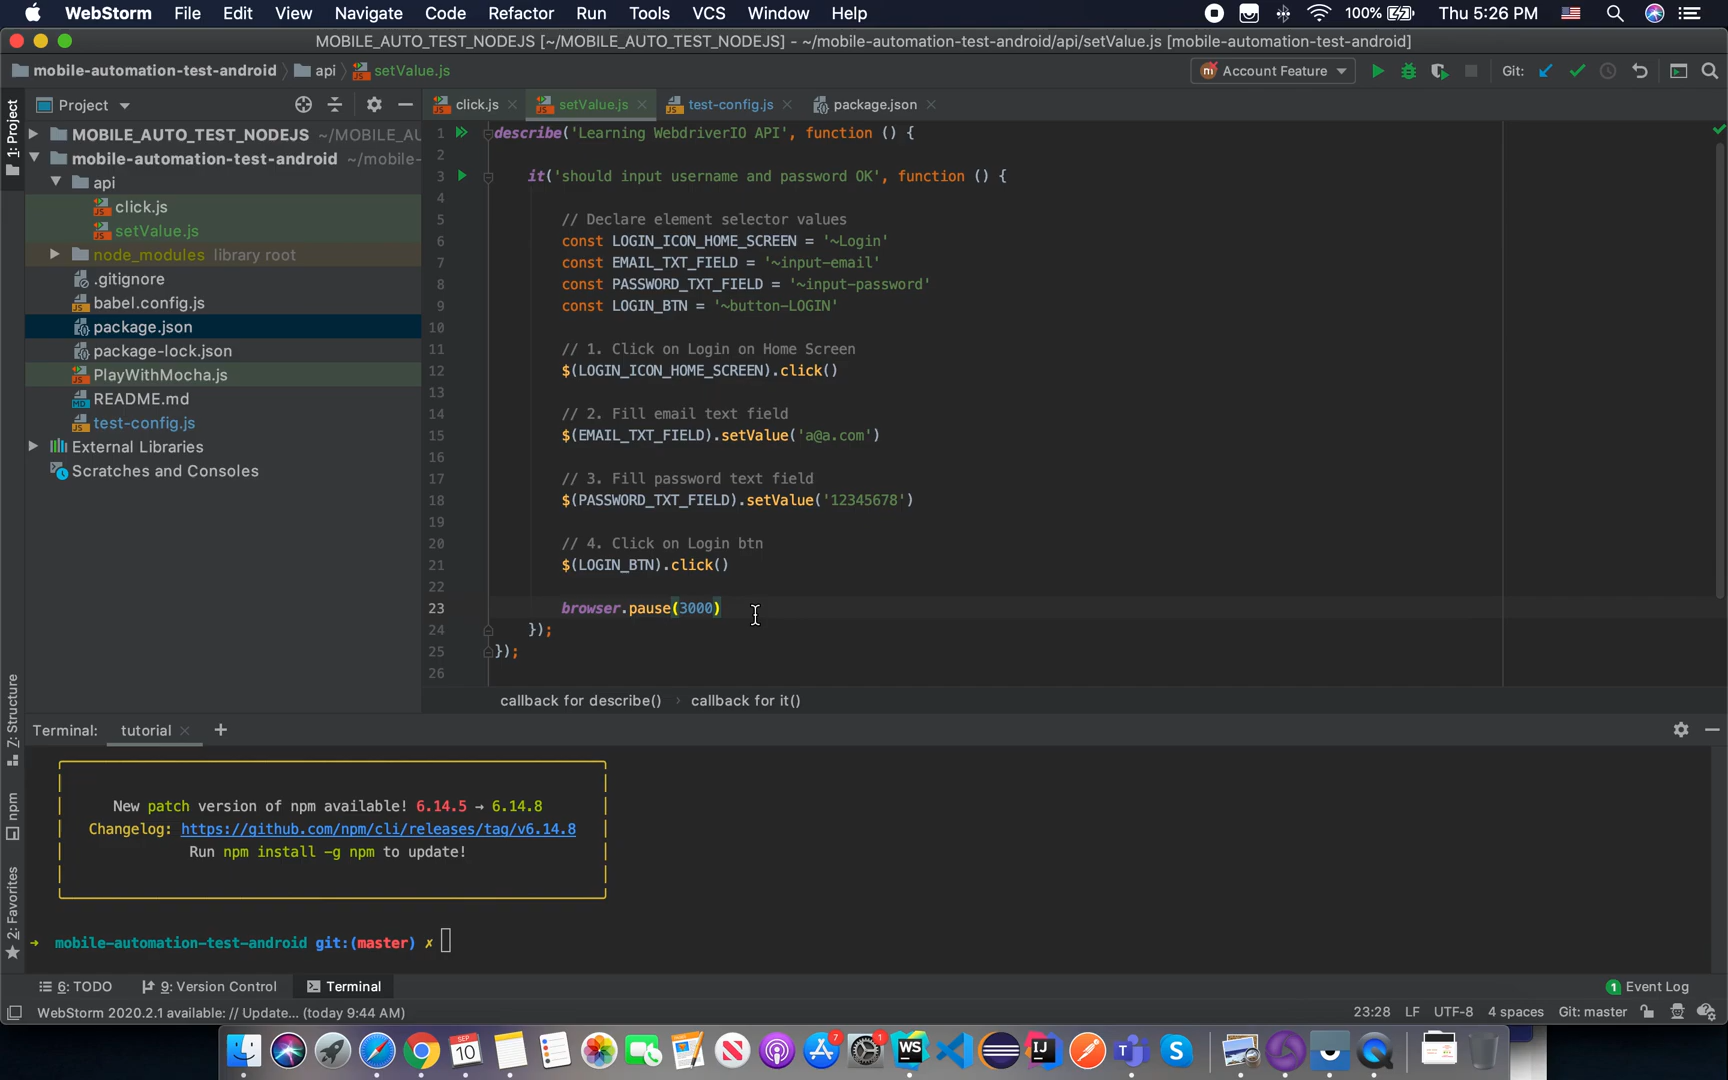 WebStorm File Edit View Navigate Code Refactor Run Tools VCS Window Help 100% Thu 5:26 PM
MOBILE_AUTO_TEST_NODEJS [~/MOBILE_AUTO_TEST_NODEJS] - ~/mobile-automation-test-android/api/setValue.js [mobile-automation-test-android]
mobile-automation-test-android api setValue.js Account Feature Git:
Project click.js setValue.js test-config.js package.json
1: Project
MOBILE_AUTO_TEST_NODEJS ~/MOBILE_AU
mobile-automation-test-android ~/mobile-
api
click.js
setValue.js
node_modules library root
.gitignore
babel.config.js
package.json
package-lock.json
PlayWithMocha.js
README.md
test-config.js
External Libraries
Scratches and Consoles
1 describe('Learning WebdriverIO API', function () {
2
3 it('should input username and password OK', function () {
4
5 // Declare element selector values
6 const LOGIN_ICON_HOME_SCREEN = '~Login'
7 const EMAIL_TXT_FIELD = '~input-email'
8 const PASSWORD_TXT_FIELD = '~input-password'
9 const LOGIN_BTN = '~button-LOGIN'
10
11 // 1. Click on Login on Home Screen
12 $(LOGIN_ICON_HOME_SCREEN).click()
13
14 // 2. Fill email text field
15 $(EMAIL_TXT_FIELD).setValue('a@a.com')
16
17 // 3. Fill password text field
18 $(PASSWORD_TXT_FIELD).setValue('12345678')
19
20 // 4. Click on Login btn
21 $(LOGIN_BTN).click()
22
23 browser.pause(3000)
24 });
25 });
26
callback for describe() › callback for it()
Z: Structure
npm
2: Favorites
Terminal: tutorial
New patch version of npm available! 6.14.5 → 6.14.8
Changelog: https://github.com/npm/cli/releases/tag/v6.14.8
Run npm install -g npm to update!
→ mobile-automation-test-android git:(master) ✗
6: TODO 9: Version Control Terminal 1 Event Log
WebStorm 2020.2.1 available: // Update... (today 9:44 AM) 23:28 LF UTF-8 4 spaces Git: master
SEP
10
7
1
WS
IJ